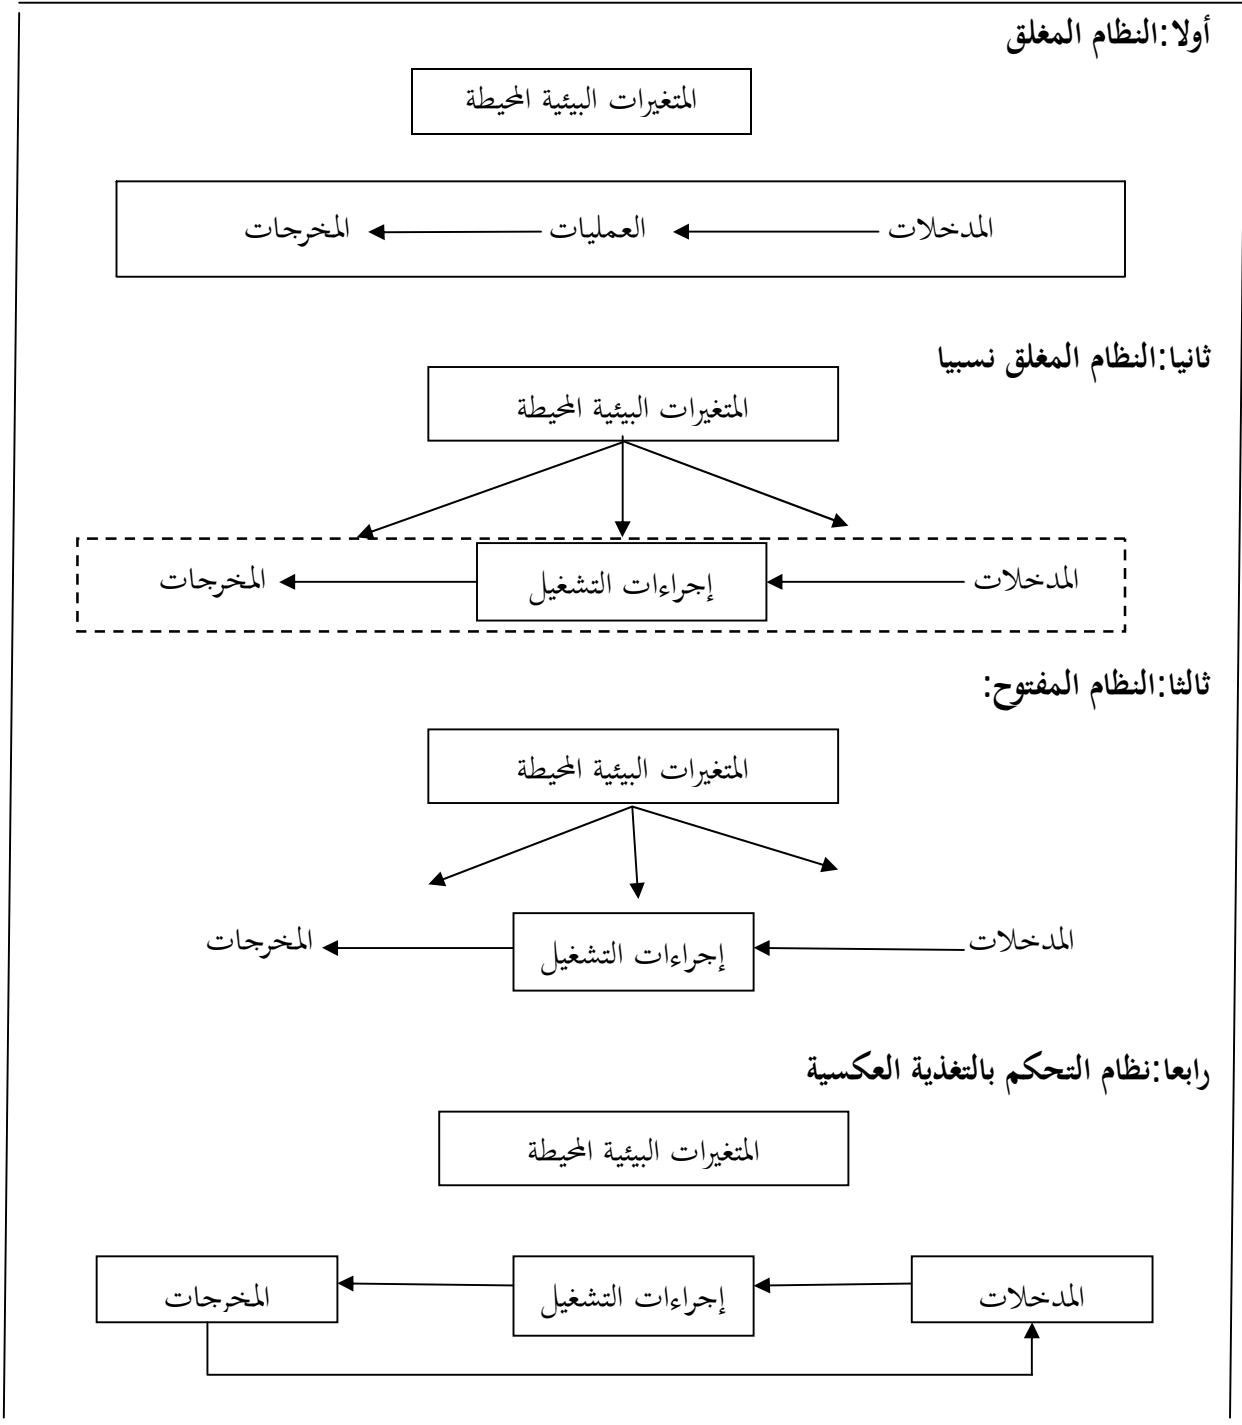 أولا:النظام المغلق
المتغيرات البيئية المحيطة
المدخلات العمليات المخرجات
ثانيا:النظام المغلق نسبيا
المتغيرات البيئية المحيطة
المدخلات إجراءات التشغيل المخرجات
ثالثا:النظام المفتوح:
المتغيرات البيئية المحيطة
المدخلات إجراءات التشغيل المخرجات
رابعا:نظام التحكم بالتغذية العكسية
المتغيرات البيئية المحيطة
المدخلات إجراءات التشغيل المخرجات